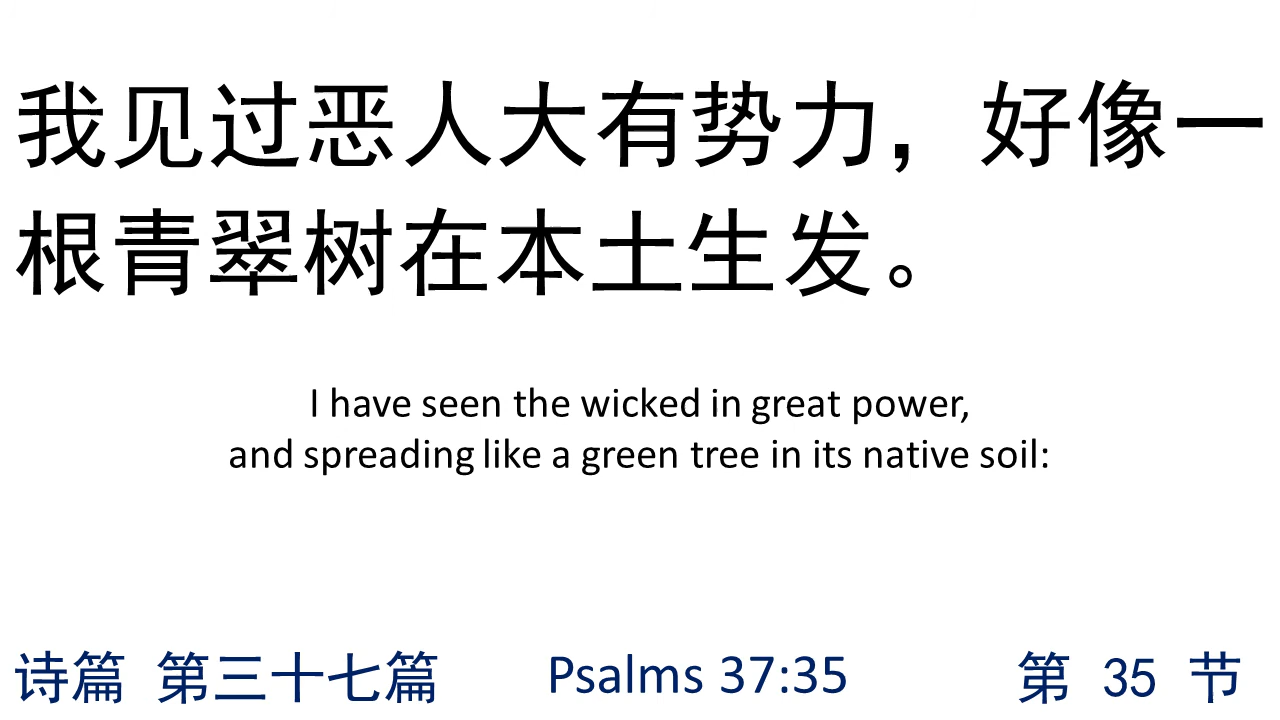 我见过恶人大有势力，好像一
根青翠树在本土生发。
I have seen the wicked in great power,
and spreading like a green tree in its native soil:
诗篇 第三十七篇 Psalms 37:35 第 35 节